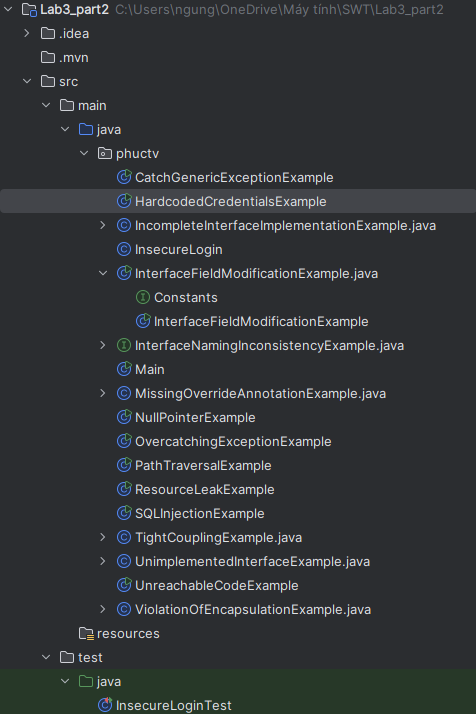 Lab3_part2 C:\Users\ngung\OneDrive\Máy tính\SWT\Lab3_part2
.idea
.mvn
src
main
java
phuctv
CatchGenericExceptionExample
HardcodedCredentialsExample
IncompleteInterfaceImplementationExample.java
InsecureLogin
InterfaceFieldModificationExample.java
Constants
InterfaceFieldModificationExample
InterfaceNamingInconsistencyExample.java
Main
MissingOverrideAnnotationExample.java
NullPointerExample
OvercatchingExceptionExample
PathTraversalExample
ResourceLeakExample
SQLInjectionExample
TightCouplingExample.java
UnimplementedInterfaceExample.java
UnreachableCodeExample
ViolationOfEncapsulationExample.java
resources
test
java
InsecureLoginTest